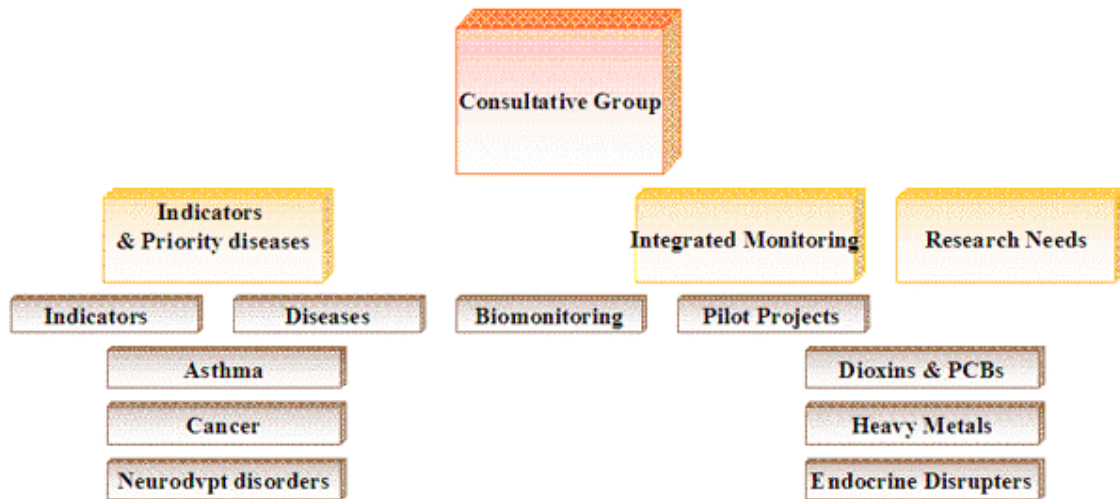 Consultative Group
Indicators
& Priority diseases
Integrated Monitoring
Research Needs
Indicators
Diseases
Biomonitoring
Pilot Projects
Asthma
Dioxins & PCBs
Cancer
Heavy Metals
Neurodvpt disorders
Endocrine Disrupters